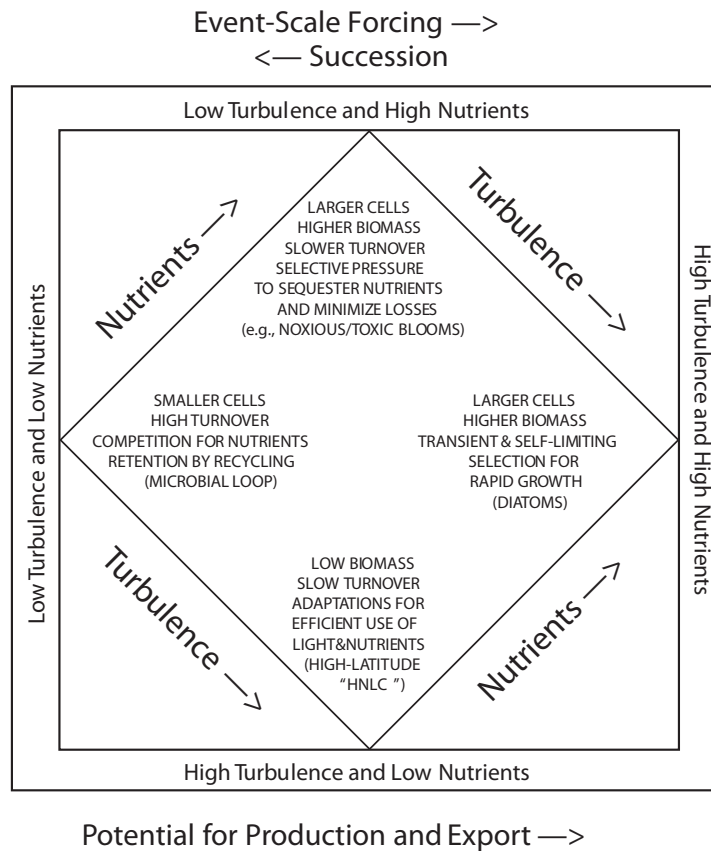 Event-Scale Forcing —>
<— Succession
Low Turbulence and High Nutrients
Nutrients —>
Turbulence —>
LARGER CELLS
HIGHER BIOMASS
SLOWER TURNOVER
SELECTIVE PRESSURE
TO SEQUESTER NUTRIENTS
AND MINIMIZE LOSSES
(e.g., NOXIOUS/TOXIC BLOOMS)
Low Turbulence and Low Nutrients
High Turbulence and High Nutrients
SMALLER CELLS
HIGH TURNOVER
COMPETITION FOR NUTRIENTS
RETENTION BY RECYCLING
(MICROBIAL LOOP)
LARGER CELLS
HIGHER BIOMASS
TRANSIENT & SELF-LIMITING
SELECTION FOR
RAPID GROWTH
(DIATOMS)
Turbulence —>
Nutrients —>
LOW BIOMASS
SLOW TURNOVER
ADAPTATIONS FOR
EFFICIENT USE OF
LIGHT&NUTRIENTS
(HIGH-LATITUDE
"HNLC ")
High Turbulence and Low Nutrients
Potential for Production and Export —>